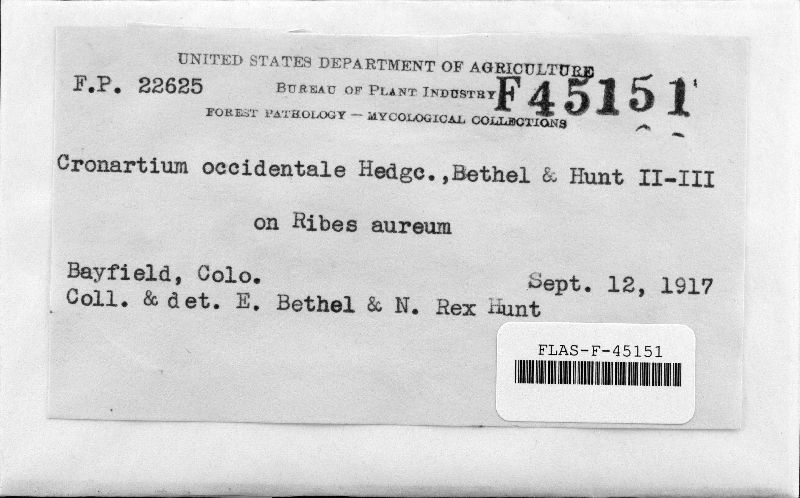 UNITED STATES DEPARTMENT OF AGRICULTURE
F.P. 22625
BUREAU OF PLANT INDUSTRY
F45151
FOREST PATHOLOGY — MYCOLOGICAL COLLECTIONS
Cronartium occidentale Hedgc.,Bethel & Hunt II-III
on Ribes aureum
Bayfield, Colo.
Sept. 12, 1917
Coll. & det. E. Bethel & N. Rex Hunt
FLAS-F-45151